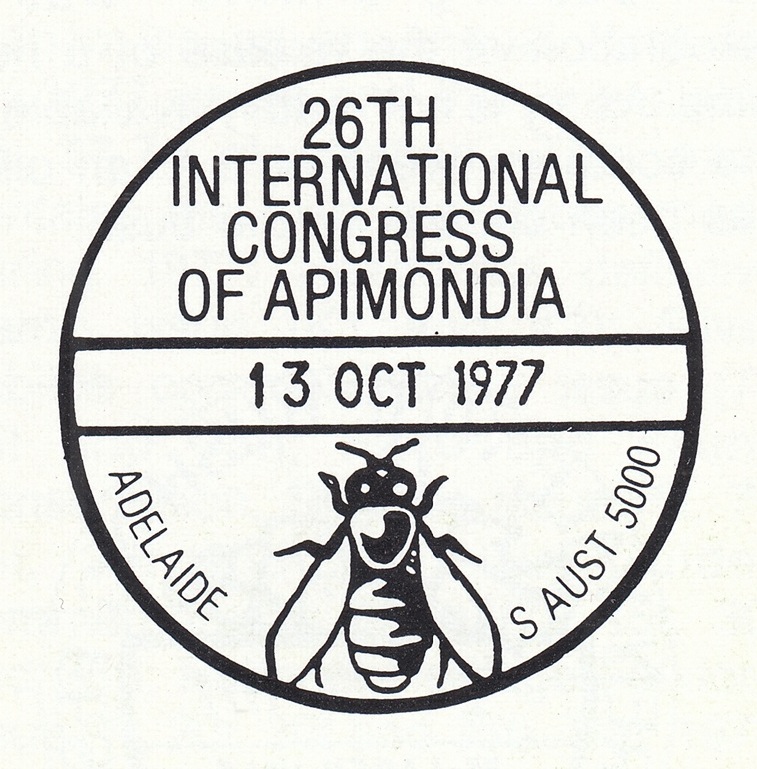 26TH
INTERNATIONAL
CONGRESS
OF APIMONDIA
13 OCT 1977
ADELAIDE
S AUST 5000